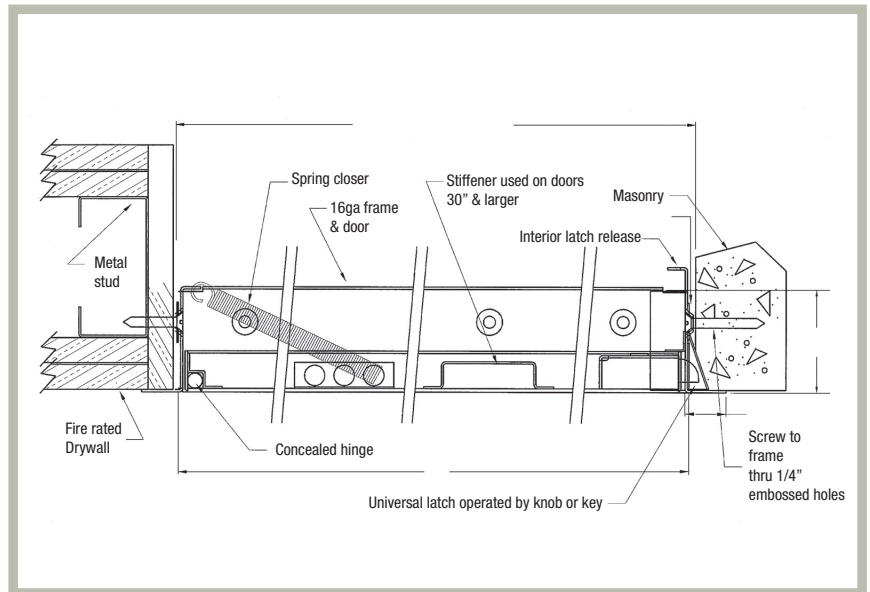 Spring closer
16ga frame
& door
Stiffener used on doors
30” & larger
Masonry
Interior latch release
Metal
stud
Fire rated
Drywall
Concealed hinge
Universal latch operated by knob or key
Screw to
frame
thru 1/4”
embossed holes